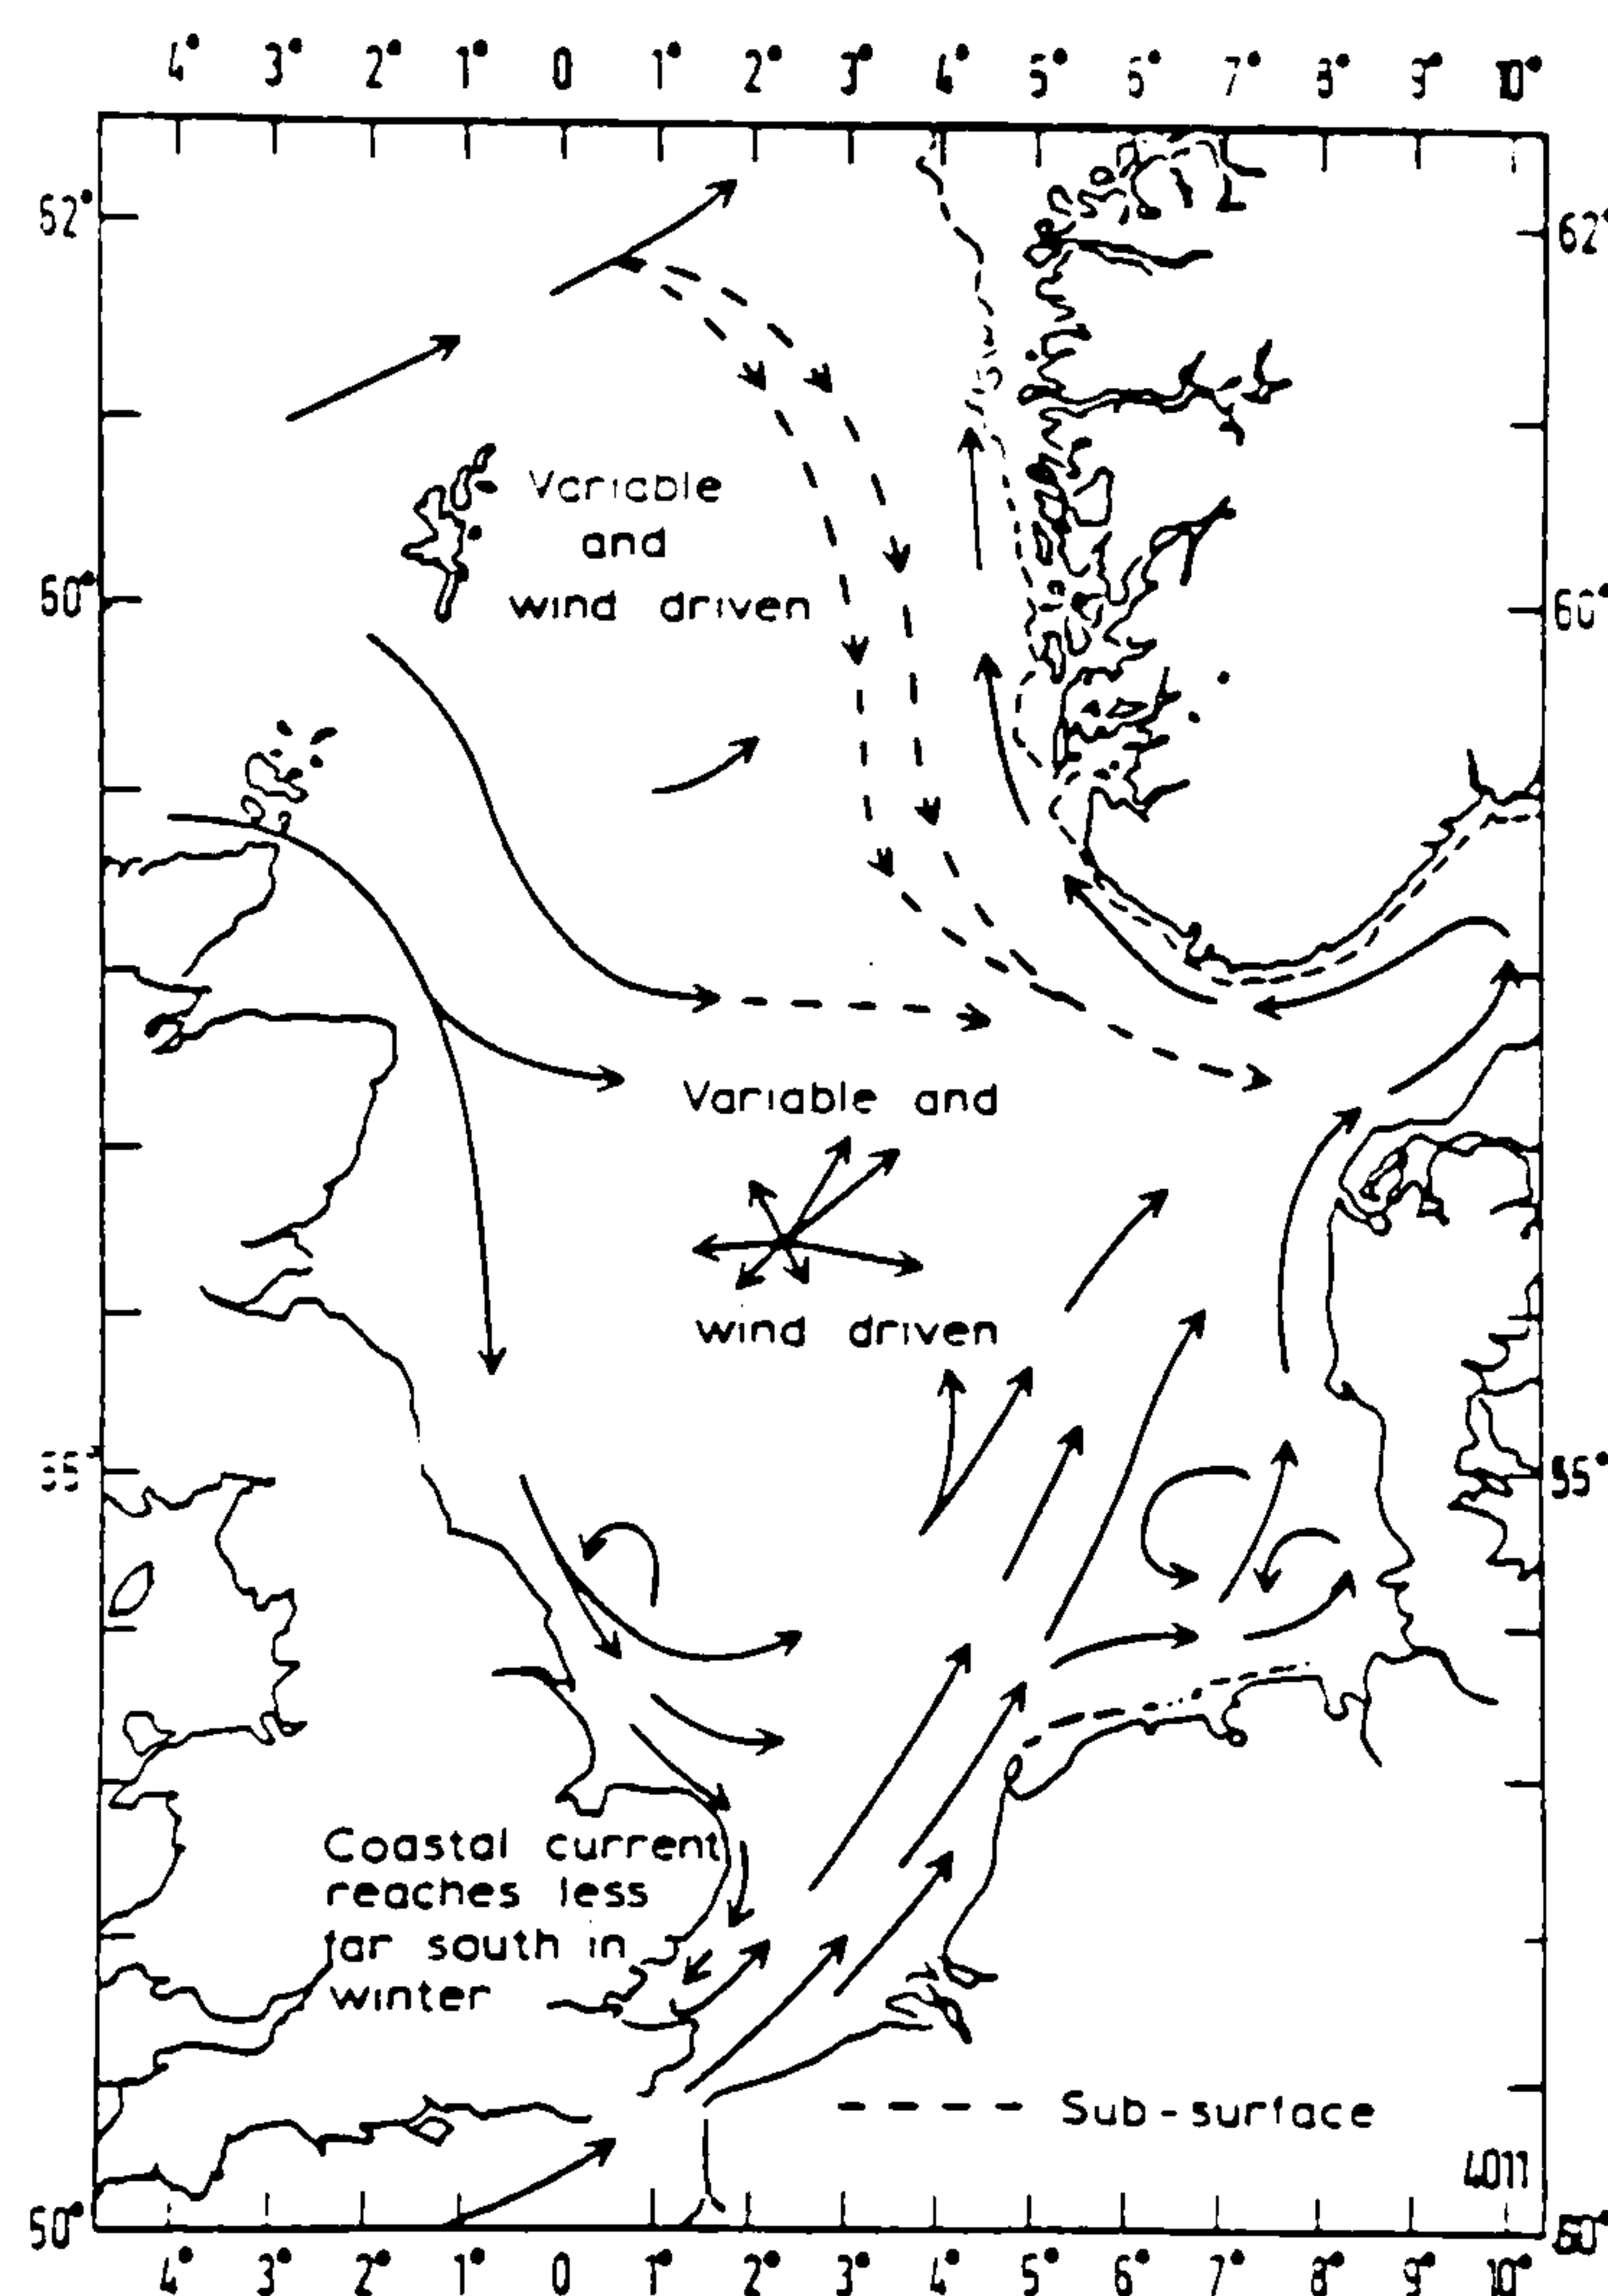 4° 3° 2° 1° 0 1° 2° 3° 4° 5° 6° 7° 8° 9° 10°
62° 62°
Variable
and
wind driven
60° 60°
Variable and
wind driven
55° 55°
Coastal current
reaches less
far south in
winter
Sub-surface
4011
50°
4° 3° 2° 1° 0 1° 2° 3° 4° 5° 6° 7° 8° 9° 10°